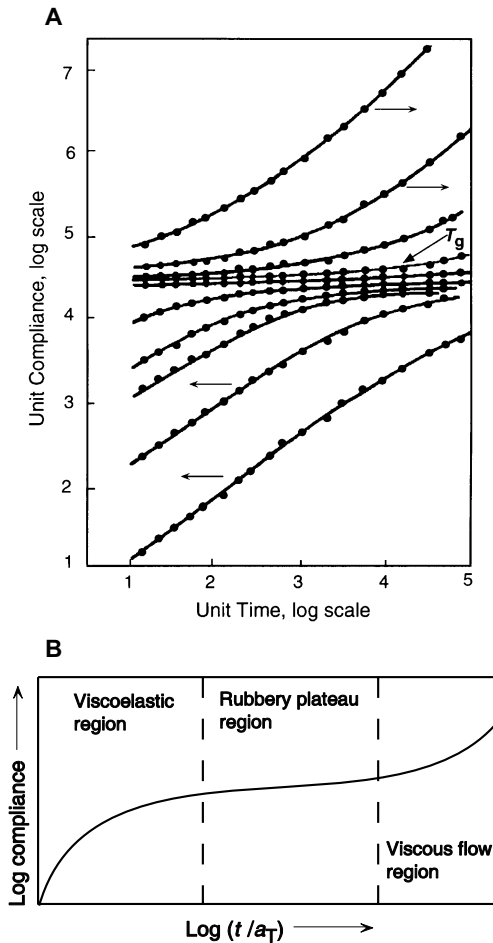 A
Unit Compliance, log scale
7
6
5
4
3
2
1
Tg
1 2 3 4 5
Unit Time, log scale
B
Log compliance
Viscoelastic
region
Rubbery plateau
region
Viscous flow
region
Log (t /aT)